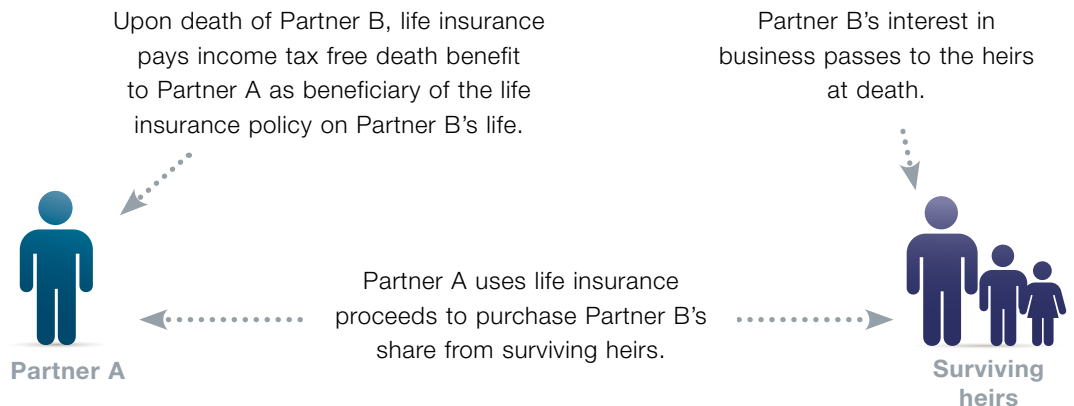 Upon death of Partner B, life insurance
pays income tax free death benefit
to Partner A as beneficiary of the life
insurance policy on Partner B’s life.
Partner B’s interest in
business passes to the heirs
at death.
Partner A uses life insurance
proceeds to purchase Partner B’s
share from surviving heirs.
Partner A
Surviving
heirs